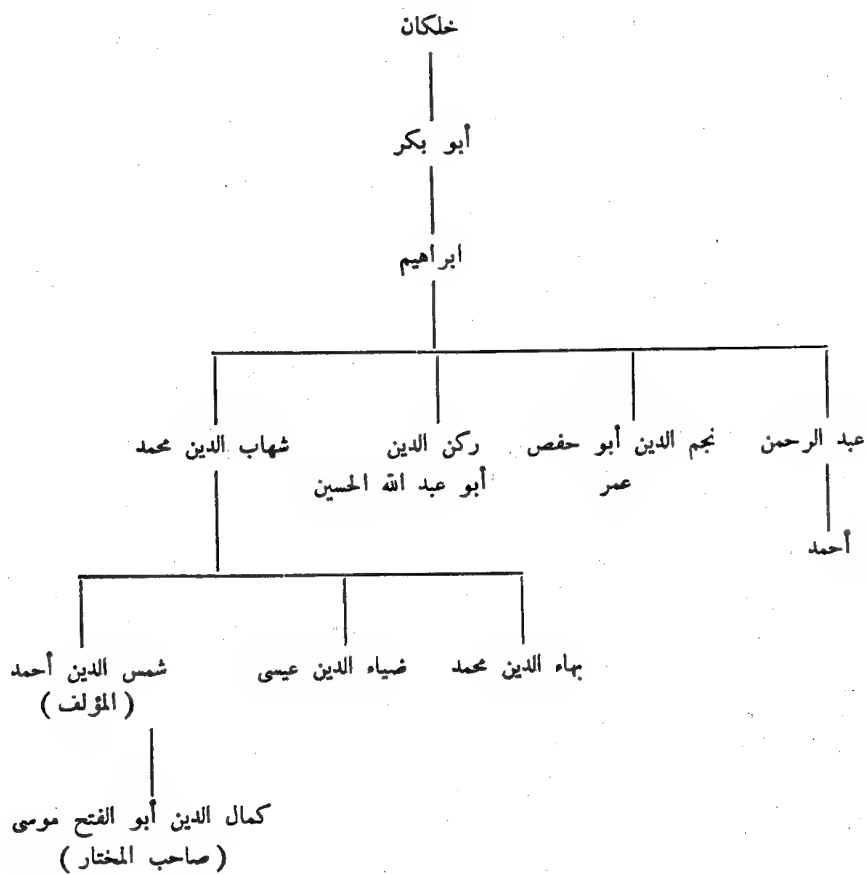 خلكان
أبو بكر
ابراهيم
عبد الرحمن
نجم الدين أبو حفص
عمر
ركن الدين
أبو عبد الله الحسين
شهاب الدين محمد
أحمد
بهاء الدين محمد
ضياء الدين عيسى
شمس الدين أحمد
( المؤلف )
كمال الدين أبو الفتح موسى
( صاحب المختار )